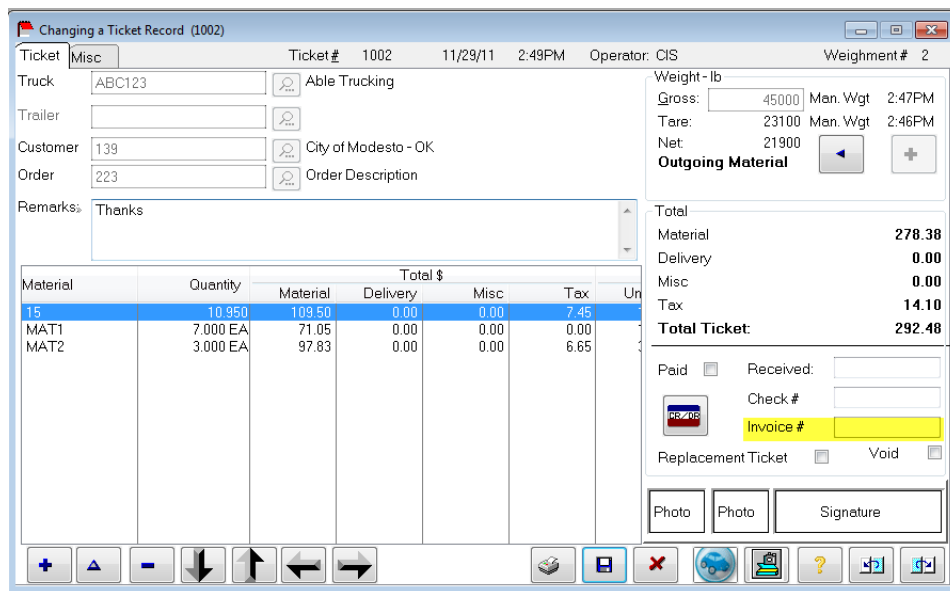 Changing a Ticket Record (1002)
Ticket Misc Ticket# 1002 11/29/11 2:49PM Operator: CIS Weighment# 2
Truck ABC123 Able Trucking
Trailer
Customer 139 City of Modesto - OK
Order 223 Order Description
Remarks: Thanks
Weight - lb
Gross: 45000 Man. Wgt 2:47PM
Tare: 23100 Man. Wgt 2:46PM
Net: 21900
Outgoing Material
Total
Material 278.38
Delivery 0.00
Misc 0.00
Tax 14.10
Total Ticket: 292.48
Total $
Material Quantity Material Delivery Misc Tax Un
15 10.950 109.50 0.00 0.00 7.45
MAT1 7.000 EA 71.05 0.00 0.00 0.00
MAT2 3.000 EA 97.83 0.00 0.00 6.65
Paid Received:
Check #
CR/DR
Invoice #
Replacement Ticket Void
Photo Photo Signature